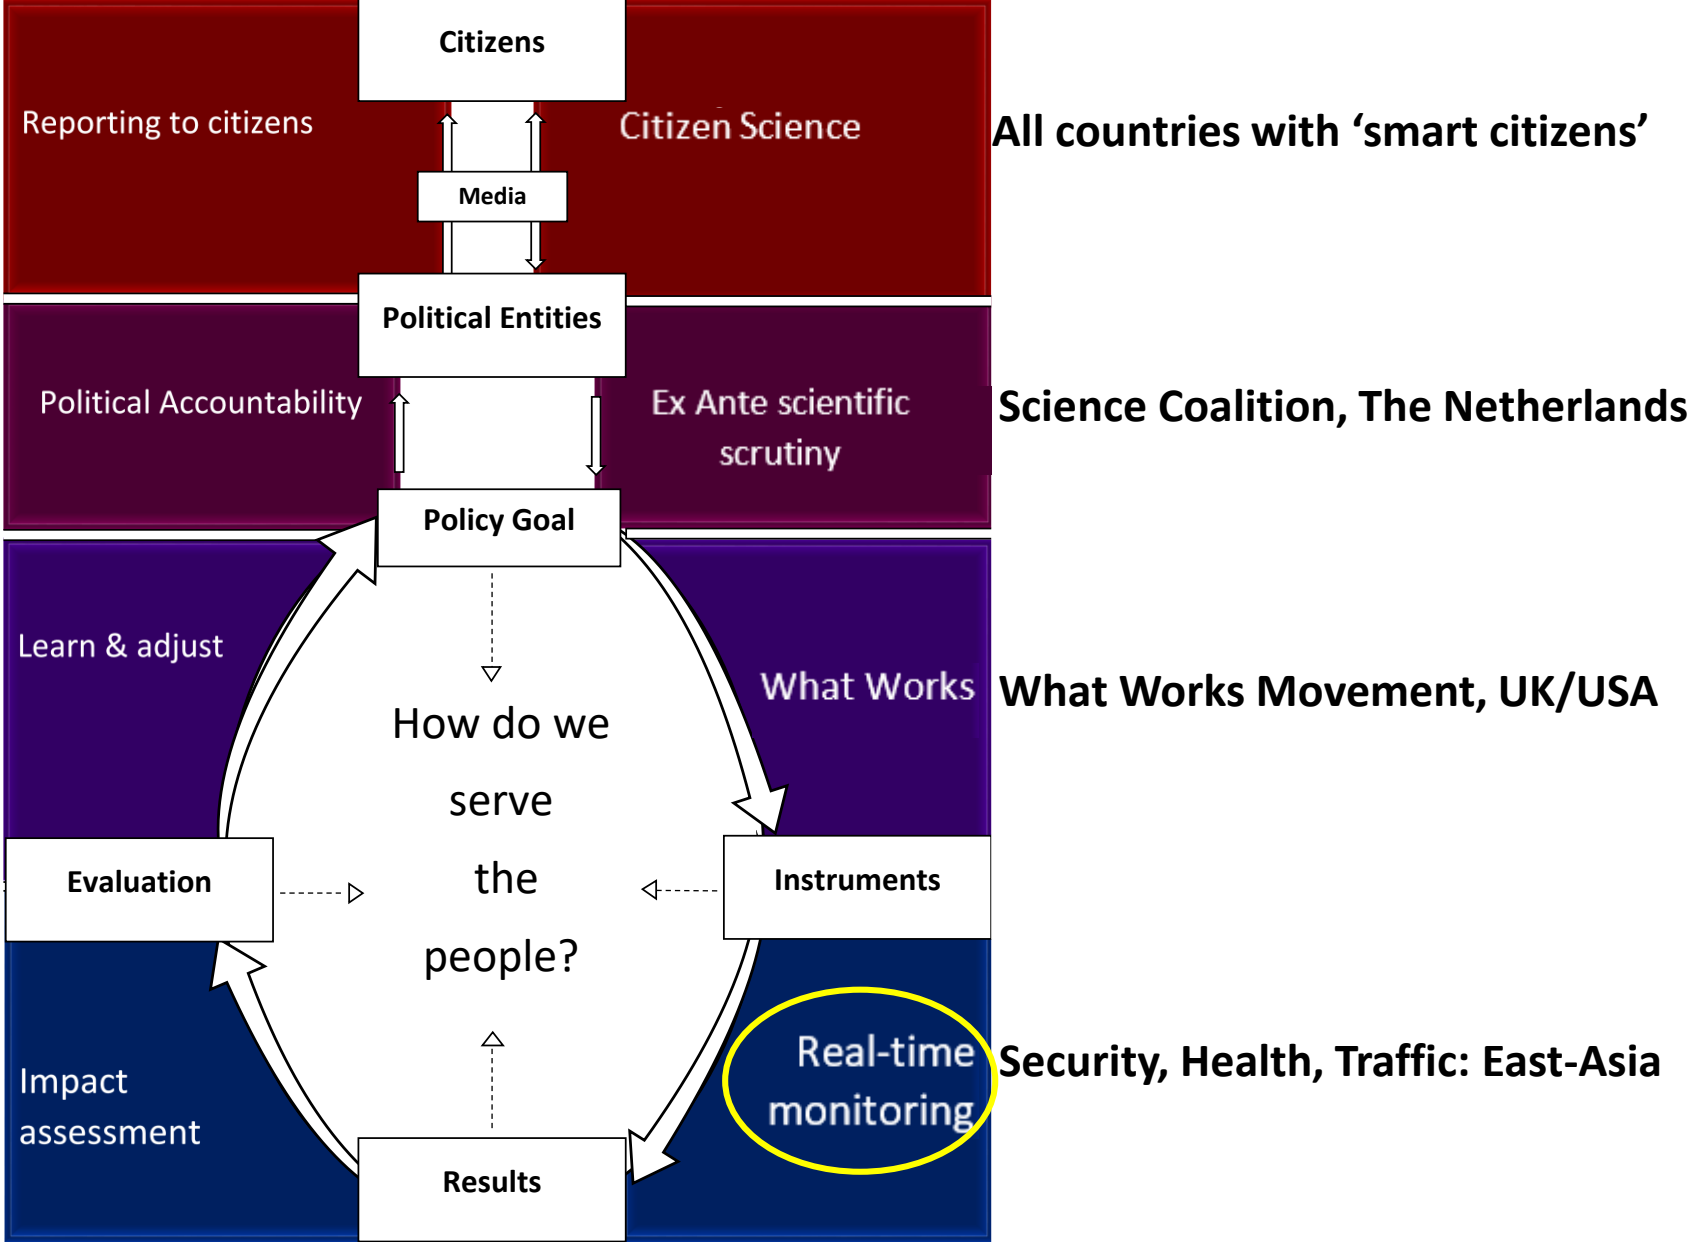 Citizens
Reporting to citizens
Citizen Science
All countries with ‘smart citizens’
Media
Political Entities
Political Accountability
Ex Ante scientific
scrutiny
Science Coalition, The Netherlands
Policy Goal
Learn & adjust
What Works
What Works Movement, UK/USA
How do we
serve
the
people?
Evaluation
Instruments
Impact
assessment
Real-time
monitoring
Security, Health, Traffic: East-Asia
Results